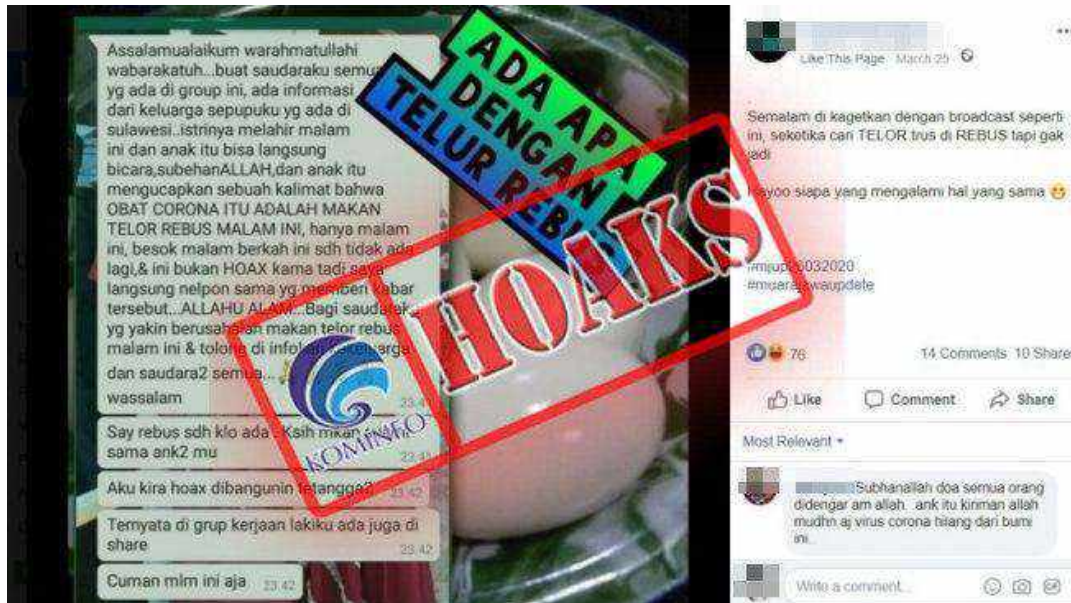 Assalamualaikum warahmatullahi
wabarakatuh...buat saudaraku semua
yg ada di group ini, ada informasi
dari keluarga sepupuku yg ada di
sulawesi..istrinya melahir malam
ini dan anak itu bisa langsung
bicara,subehanALLAH,dan anak itu
mengucapkan sebuah kalimat bahwa
OBAT CORONA ITU ADALAH MAKAN
TELOR REBUS MALAM INI, hanya malam
ini, besok malam berkah ini sdh tidak ada
lagi,& ini bukan HOAX karna tadi saya
langsung nelpon sama yg memberi kabar
tersebut...ALLAHU ALAM...Bagi saudaraku
yg yakin berusahalah makan telor rebus
malam ini & tolong di infokan keluarga
dan saudara2 semua...
wassalam
23.41
Say rebus sdh klo ada . Kasih mkan
sama ank2 mu
23.41
Aku kira hoax dibangunin tetangga2 23.42
Ternyata di grup kerjaan lakiku ada juga di
share
23.42
Cuman mlm ini aja 23.42
ADA APA
DENGAN
TELUR REBUS
HOAKS
KOMINFO
Like This Page March 25
Semalam di kagetkan dengan broadcast seperti
ini, seketika cari TELOR trus di REBUS tapi gak
jadi
Hayoo siapa yang mengalami hal yang sama
#muarajawaupdate
76
14 Comments 10 Share
Like Comment Share
Most Relevant
Subhanallah doa semua orang
didengar am allah.. ank itu kiriman allah
mudhn aj virus corona hilang dari bumi
ini..
Write a comment...